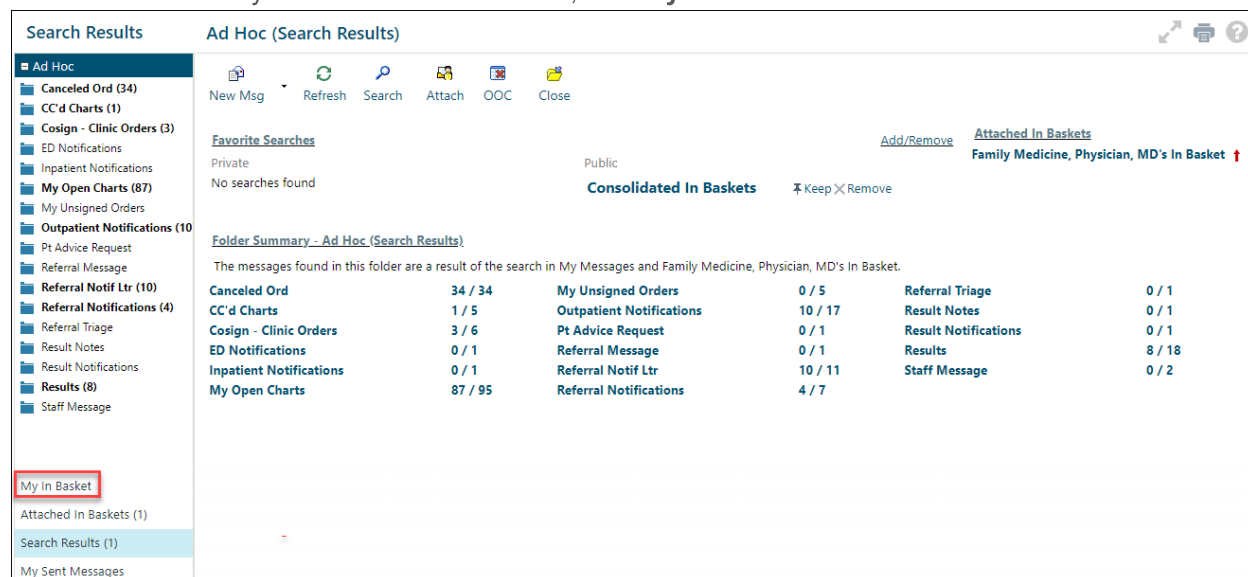 Search Results
Ad Hoc (Search Results)
Ad Hoc
Canceled Ord (34)
CC'd Charts (1)
Cosign - Clinic Orders (3)
ED Notifications
Inpatient Notifications
My Open Charts (87)
My Unsigned Orders
Outpatient Notifications (10
Pt Advice Request
Referral Message
Referral Notif Ltr (10)
Referral Notifications (4)
Referral Triage
Result Notes
Result Notifications
Results (8)
Staff Message
My In Basket
Attached In Baskets (1)
Search Results (1)
My Sent Messages
New Msg Refresh Search Attach OOC Close
Favorite Searches Add/Remove
Private Public
No searches found Consolidated In Baskets Keep Remove
Attached In Baskets
Family Medicine, Physician, MD's In Basket
Folder Summary - Ad Hoc (Search Results)
The messages found in this folder are a result of the search in My Messages and Family Medicine, Physician, MD's In Basket.
Canceled Ord 34 / 34 My Unsigned Orders 0 / 5 Referral Triage 0 / 1
CC'd Charts 1 / 5 Outpatient Notifications 10 / 17 Result Notes 0 / 1
Cosign - Clinic Orders 3 / 6 Pt Advice Request 0 / 1 Result Notifications 0 / 1
ED Notifications 0 / 1 Referral Message 0 / 1 Results 8 / 18
Inpatient Notifications 0 / 1 Referral Notif Ltr 10 / 11 Staff Message 0 / 2
My Open Charts 87 / 95 Referral Notifications 4 / 7